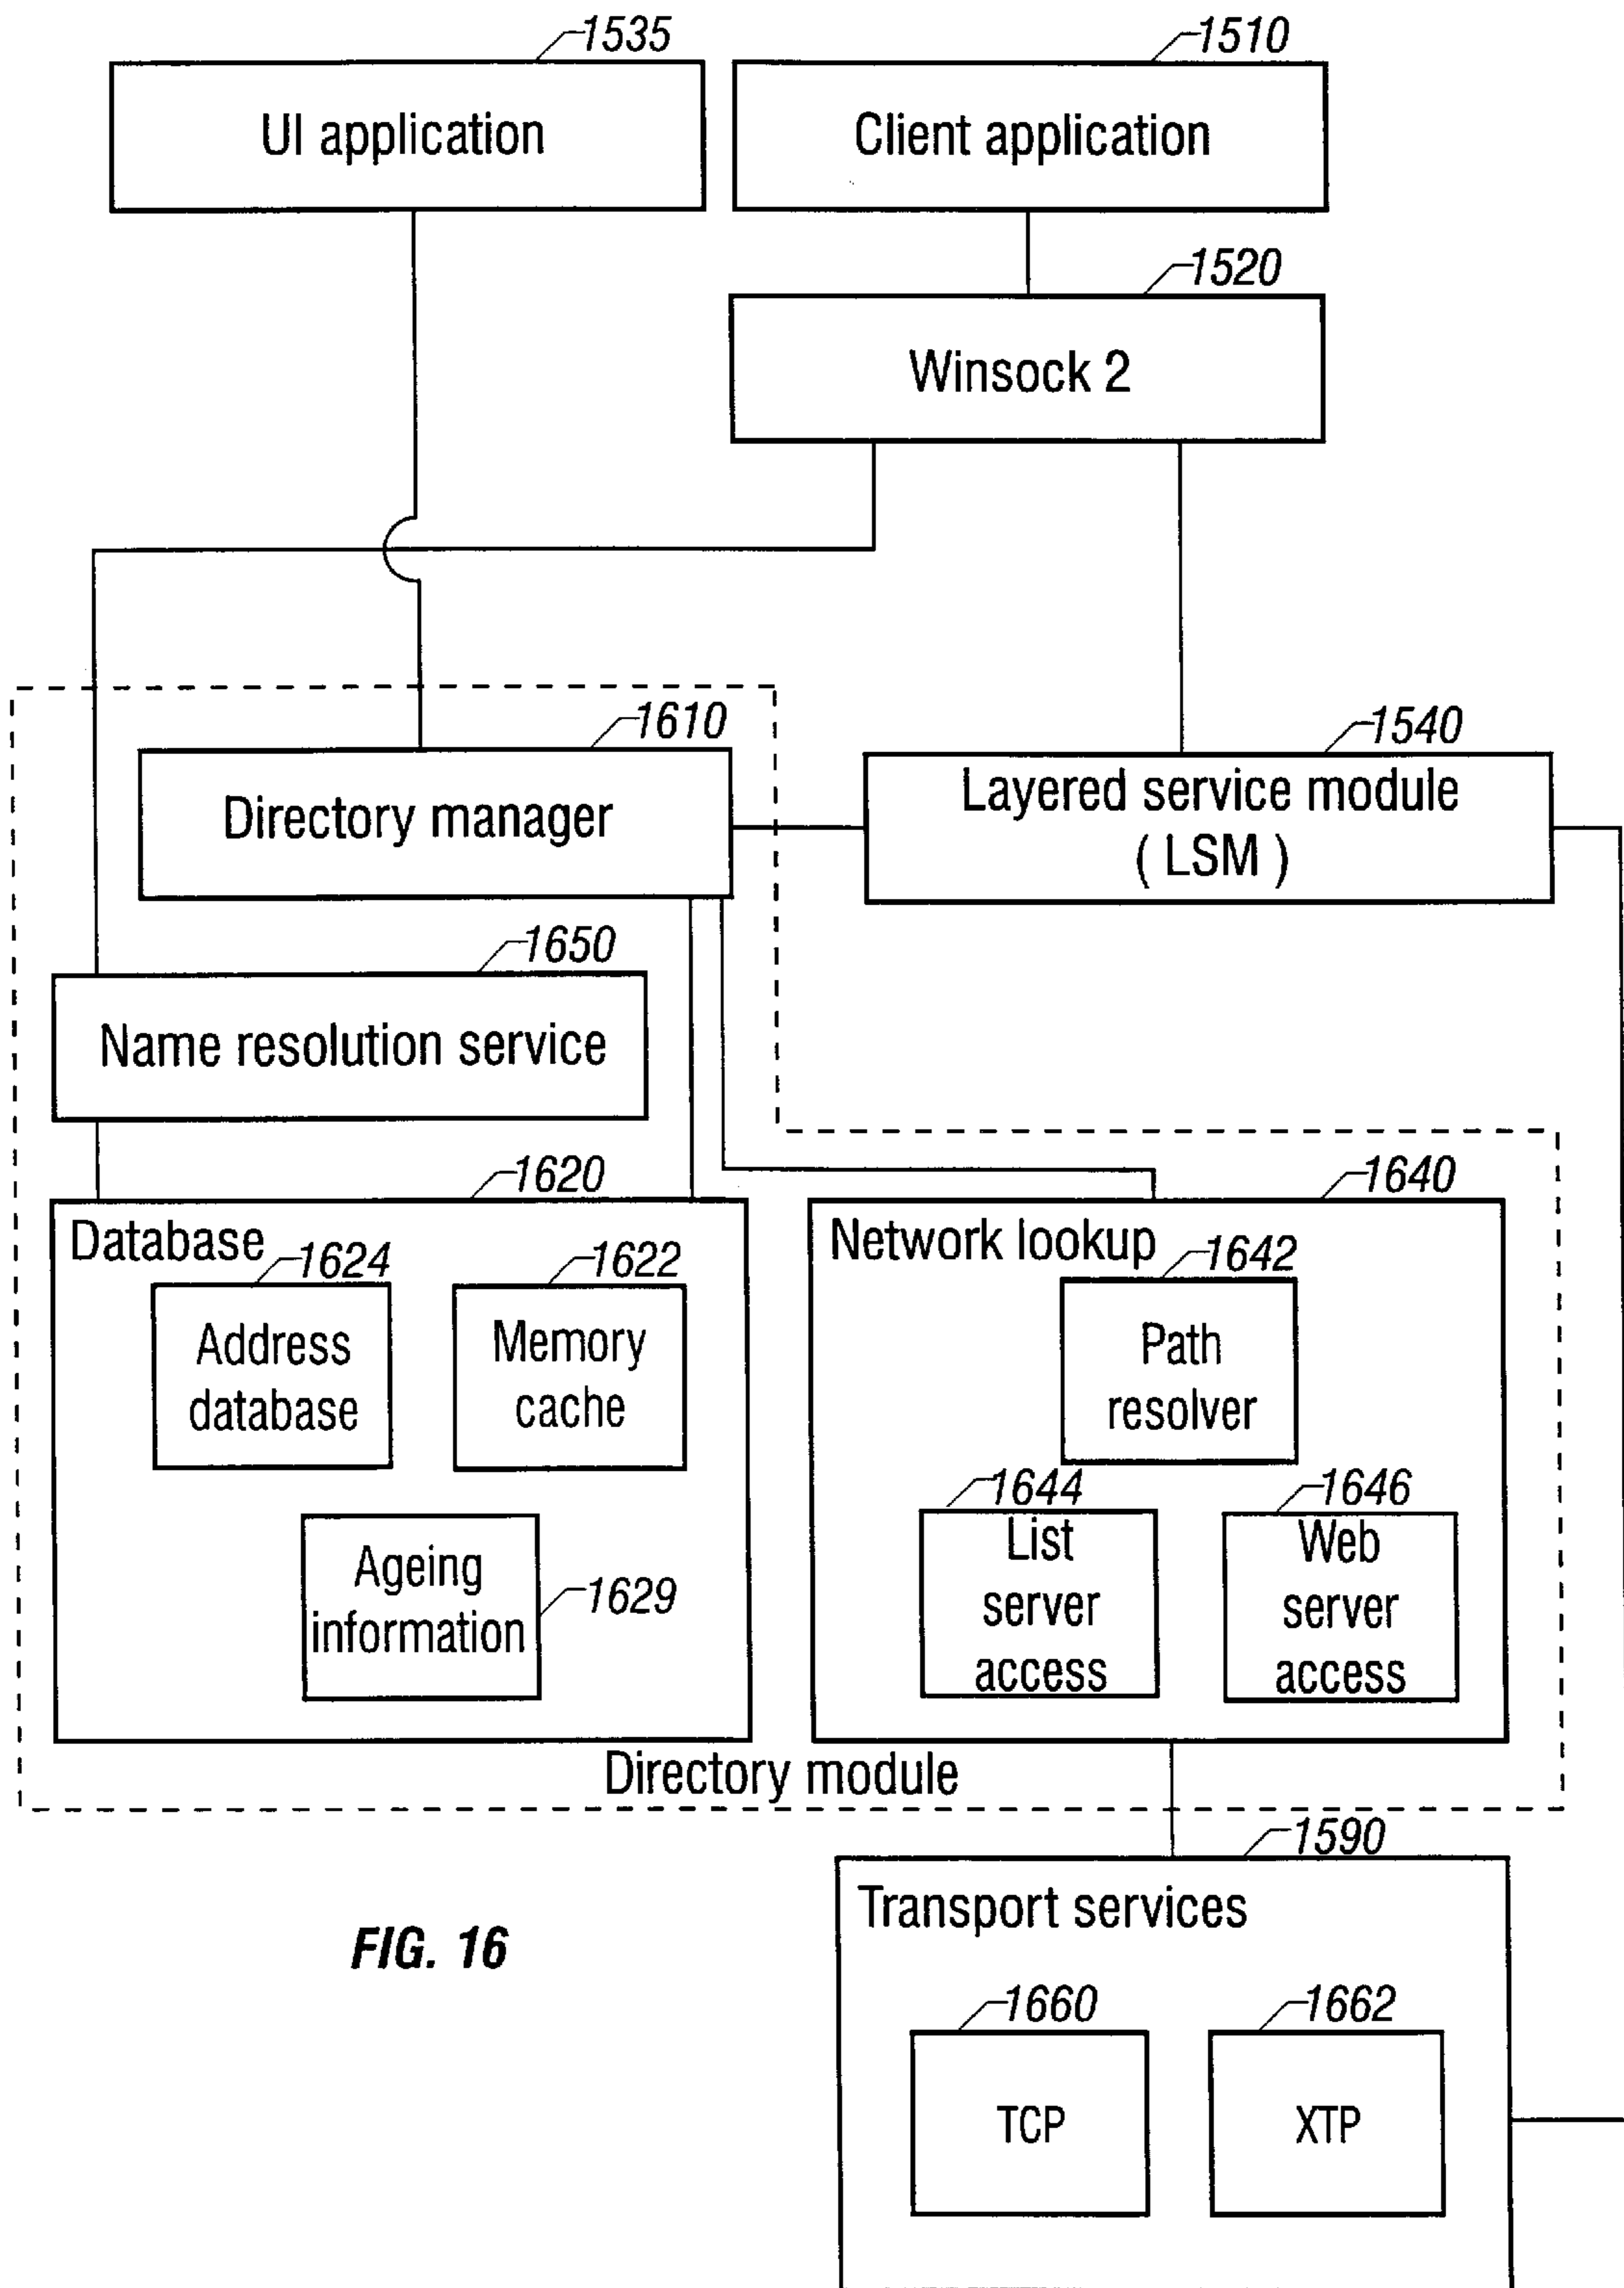 1535
1510
UI application
Client application
1520
Winsock 2
1610
1540
Directory manager
Layered service module
( LSM )
1650
Name resolution service
1620
1640
Database
Network lookup
1624
1622
1642
Address
database
Memory
cache
Path
resolver
1644
1646
List
server
access
Web
server
access
Ageing
information
1629
Directory module
1590
Transport services
FIG. 16
1660
1662
TCP
XTP